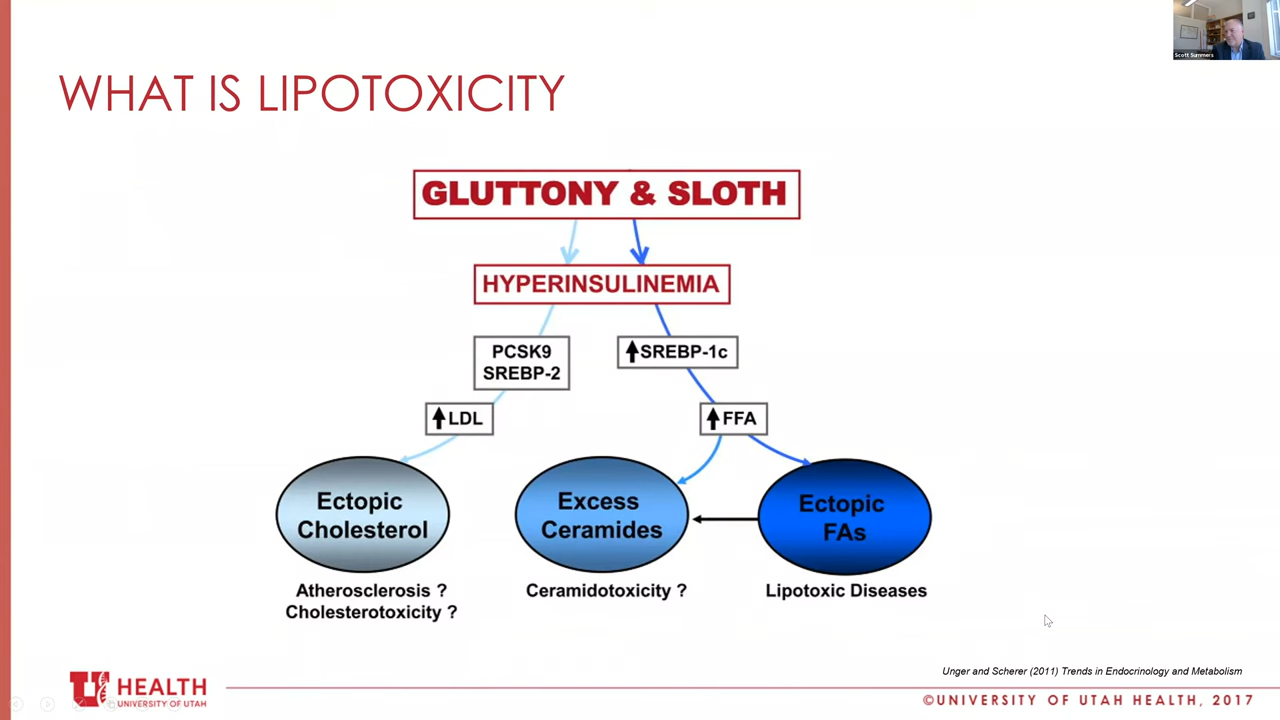 Scott Summers
WHAT IS LIPOTOXICITY
GLUTTONY & SLOTH
HYPERINSULINEMIA
PCSK9
SREBP-2
SREBP-1c
LDL
FFA
Ectopic
Cholesterol
Excess
Ceramides
Ectopic
FAs
Atherosclerosis ?
Cholesterotoxicity ?
Ceramidotoxicity ?
Lipotoxic Diseases
Unger and Scherer (2011) Trends in Endocrinology and Metabolism
U HEALTH
UNIVERSITY OF UTAH
©UNIVERSITY OF UTAH HEALTH, 2017